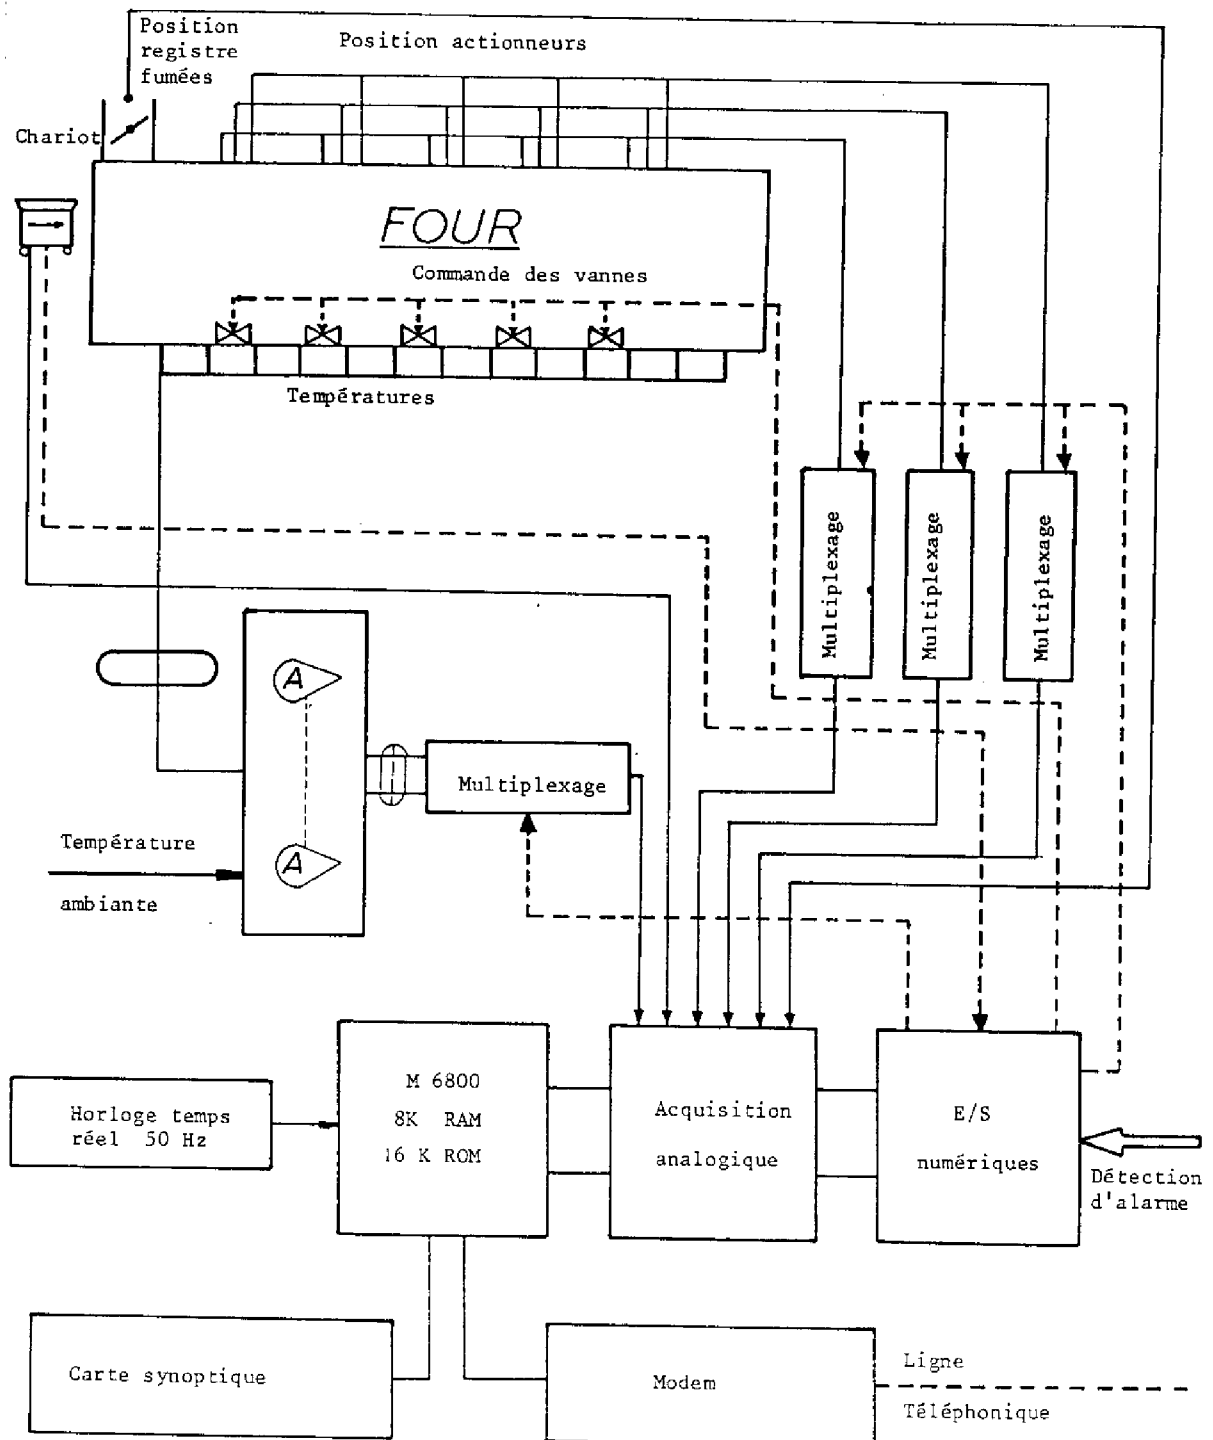 Position
registre
fumées
Position actionneurs
Chariot
FOUR
Commande des vannes
Températures
Multiplexage
Multiplexage
Multiplexage
A
Multiplexage
A
Température
ambiante
M 6800
8K RAM
16 K ROM
Horloge temps
réel 50 Hz
Acquisition
analogique
E/S
numériques
Détection
d'alarme
Carte synoptique
Modem
Ligne
Téléphonique